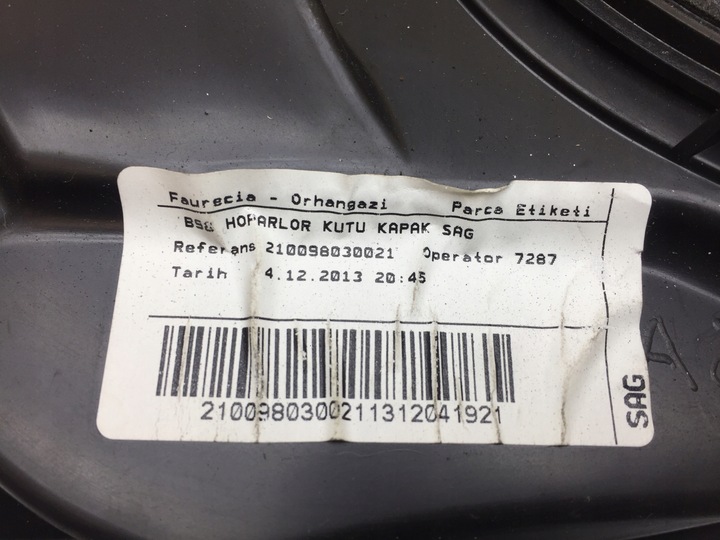 Faurecia - Orhangazi Parca Etiketi
B98 HOPARLOR KUTU KAPAK SAG
Referans 210098030021 Operator 7287
Tarih 4.12.2013 20:45
2100980300211312041921
SAG
A